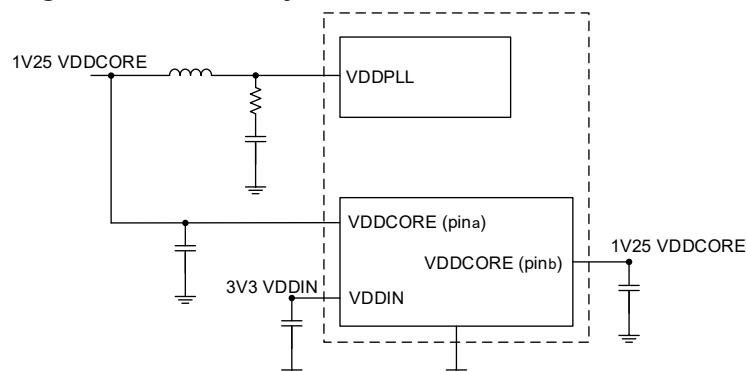 1V25 VDDCORE
VDDPLL
VDDCORE (pina)
1V25 VDDCORE
VDDCORE (pinb)
3V3 VDDIN
VDDIN